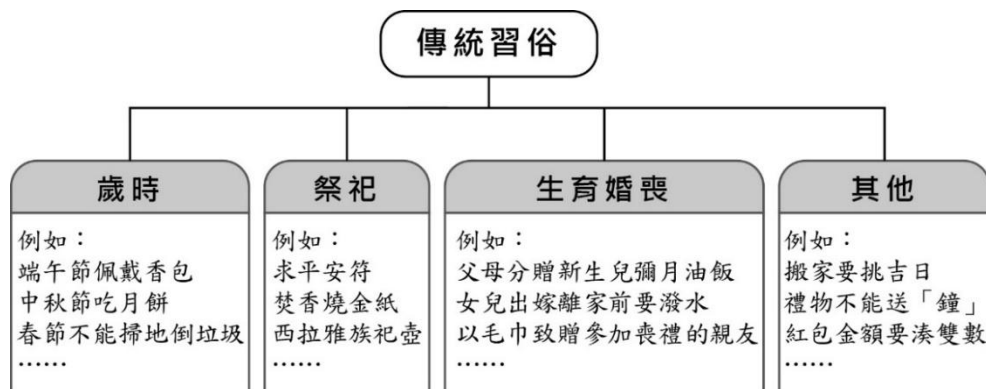 傳統習俗
歲時
例如：
端午節佩戴香包
中秋節吃月餅
春節不能掃地倒垃圾
……
祭祀
例如：
求平安符
焚香燒金紙
西拉雅族祀壺
……
生育婚喪
例如：
父母分贈新生兒彌月油飯
女兒出嫁離家前要潑水
以毛巾致贈參加喪禮的親友
……
其他
例如：
搬家要挑吉日
禮物不能送「鐘」
紅包金額要湊雙數
……